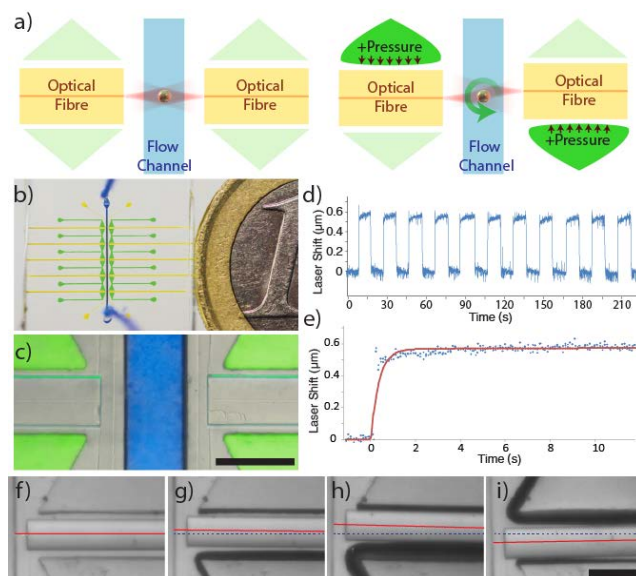 a)
+Pressure
Optical
Fibre
Optical
Fibre
Optical
Fibre
Optical
Fibre
Flow
Channel
Flow
Channel
+Pressure
b)
d)
Laser Shift (µm)
0.6
0.4
0.2
0
0 30 60 90 120 150 180 210
Time (s)
c)
e)
Laser Shift (µm)
0.6
0.4
0.2
0
0 2 4 6 8 10
Time (s)
f)
g)
h)
i)